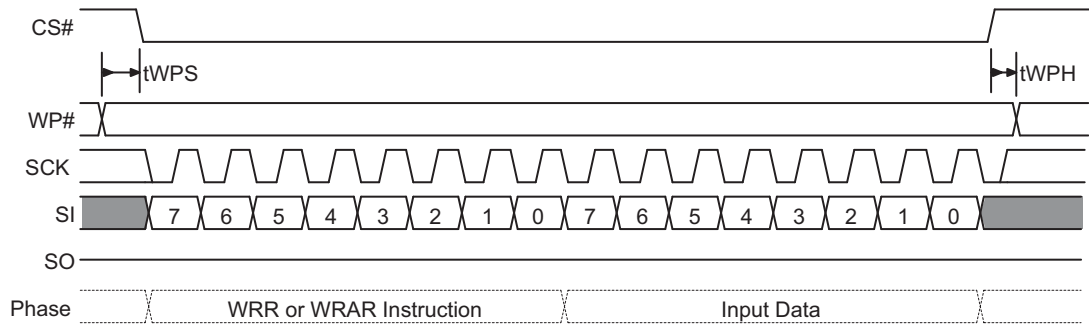 CS#
tWPS
tWPH
WP#
SCK
SI 7 6 5 4 3 2 1 0 7 6 5 4 3 2 1 0
SO
Phase WRR or WRAR Instruction Input Data